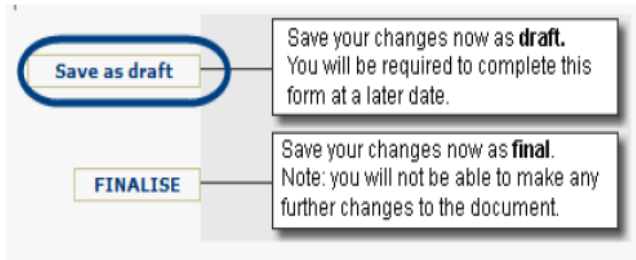 Save as draft
Save your changes now as draft.
You will be required to complete this
form at a later date.
FINALISE
Save your changes now as final.
Note: you will not be able to make any
further changes to the document.